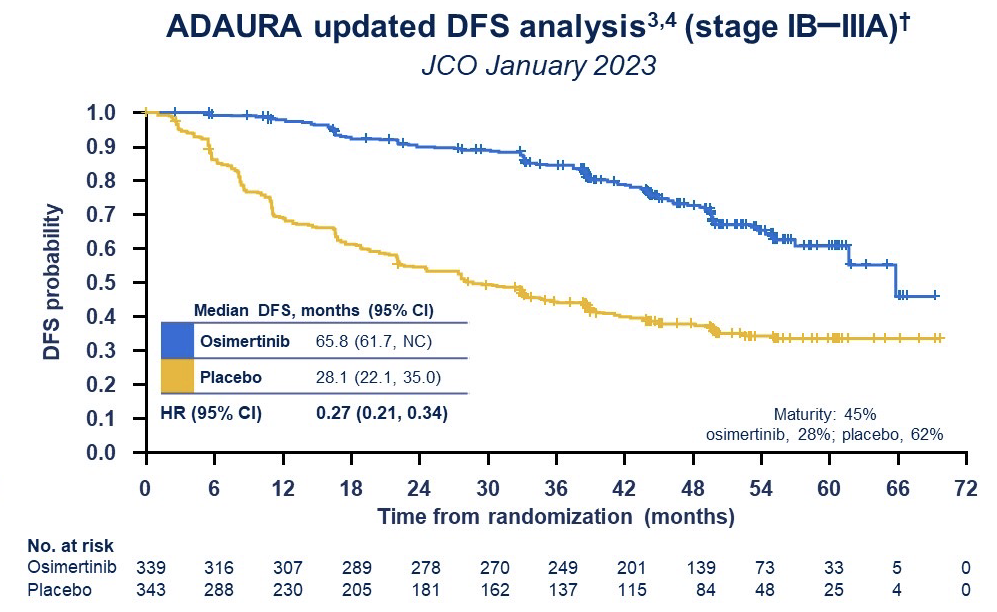 ADAURA updated DFS analysis3,4 (stage IB─IIIA)†
JCO January 2023
DFS probability
1.0
0.9
0.8
0.7
0.6
0.5
0.4
0.3
0.2
0.1
0.0
Median DFS, months (95% CI)
Osimertinib 65.8 (61.7, NC)
Placebo 28.1 (22.1, 35.0)
HR (95% CI) 0.27 (0.21, 0.34)
Maturity: 45%
osimertinib, 28%; placebo, 62%
0 6 12 18 24 30 36 42 48 54 60 66 72
Time from randomization (months)
No. at risk
Osimertinib 339 316 307 289 278 270 249 201 139 73 33 5 0
Placebo 343 288 230 205 181 162 137 115 84 48 25 4 0